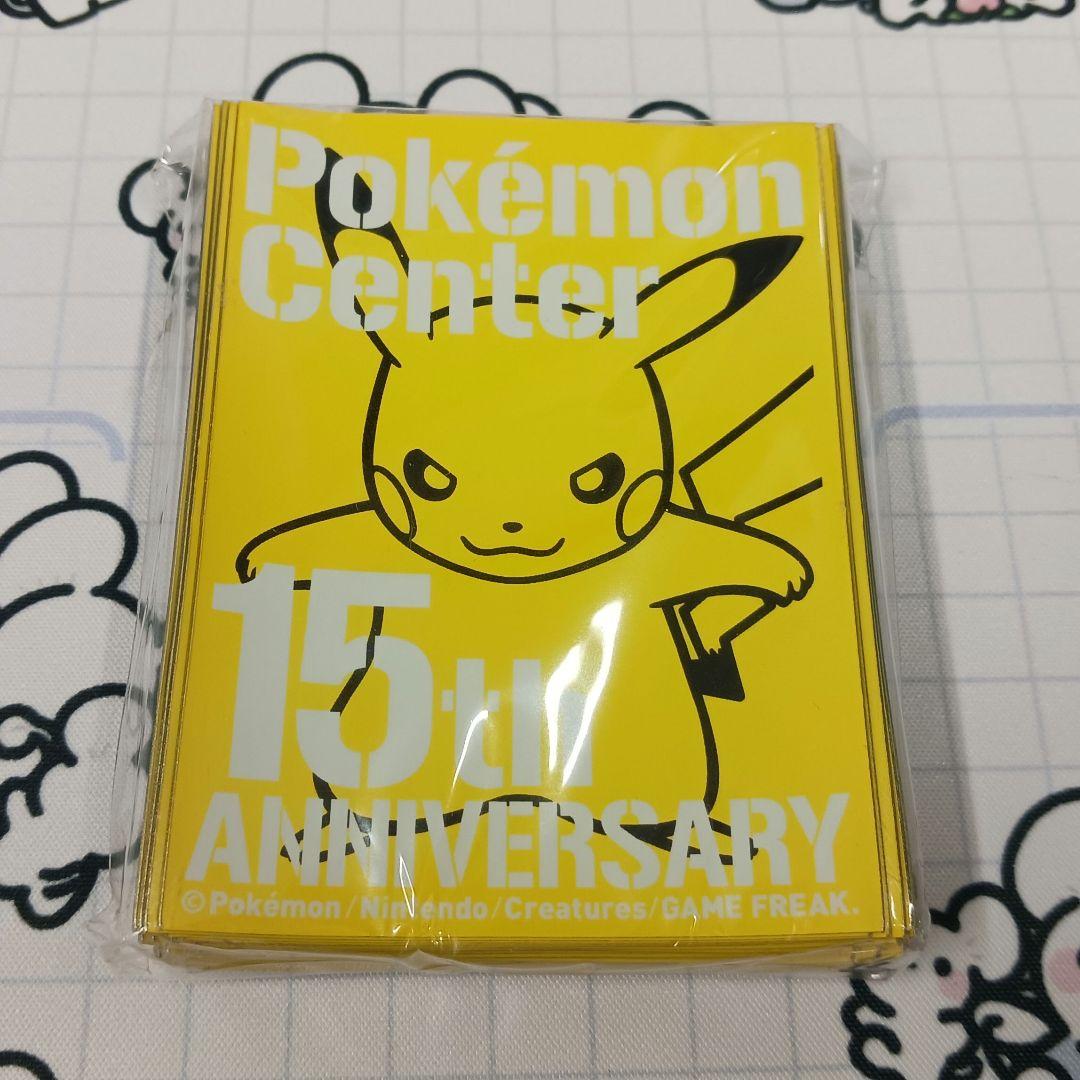 Pokémon
Center
15th
ANNIVERSARY
©Pokémon/Nintendo/Creatures/GAME FREAK.